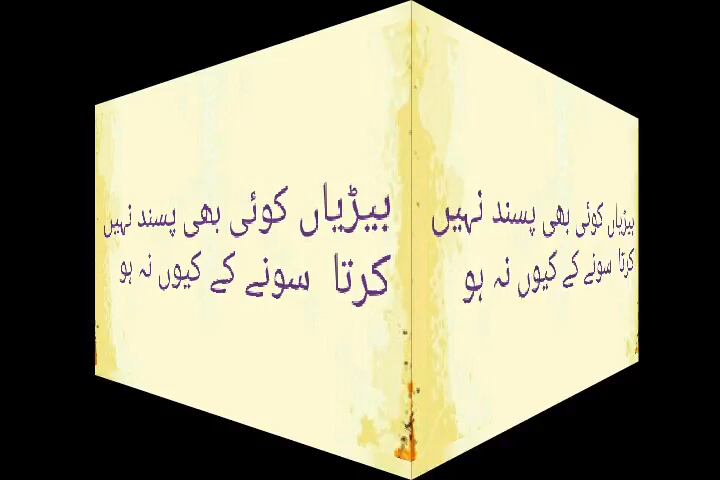 بیڑیاں کوئی بھی پسند نہیں
کرتا سونے کے کیوں نہ ہو
بیڑیاں کوئی بھی پسند نہیں
کرتا سونے کے کیوں نہ ہو